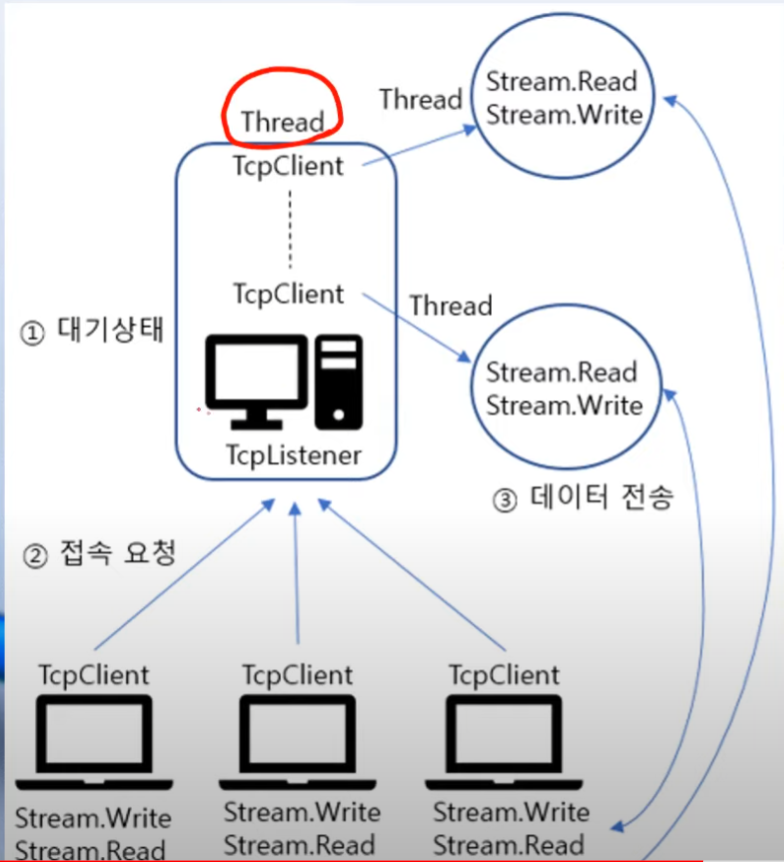 Thread
Thread
Stream.Read
Stream.Write
TcpClient
TcpClient
Thread
① 대기상태
Stream.Read
Stream.Write
TcpListener
③ 데이터 전송
② 접속 요청
TcpClient
TcpClient
TcpClient
Stream.Write
Stream.Read
Stream.Write
Stream.Read
Stream.Write
Stream.Read